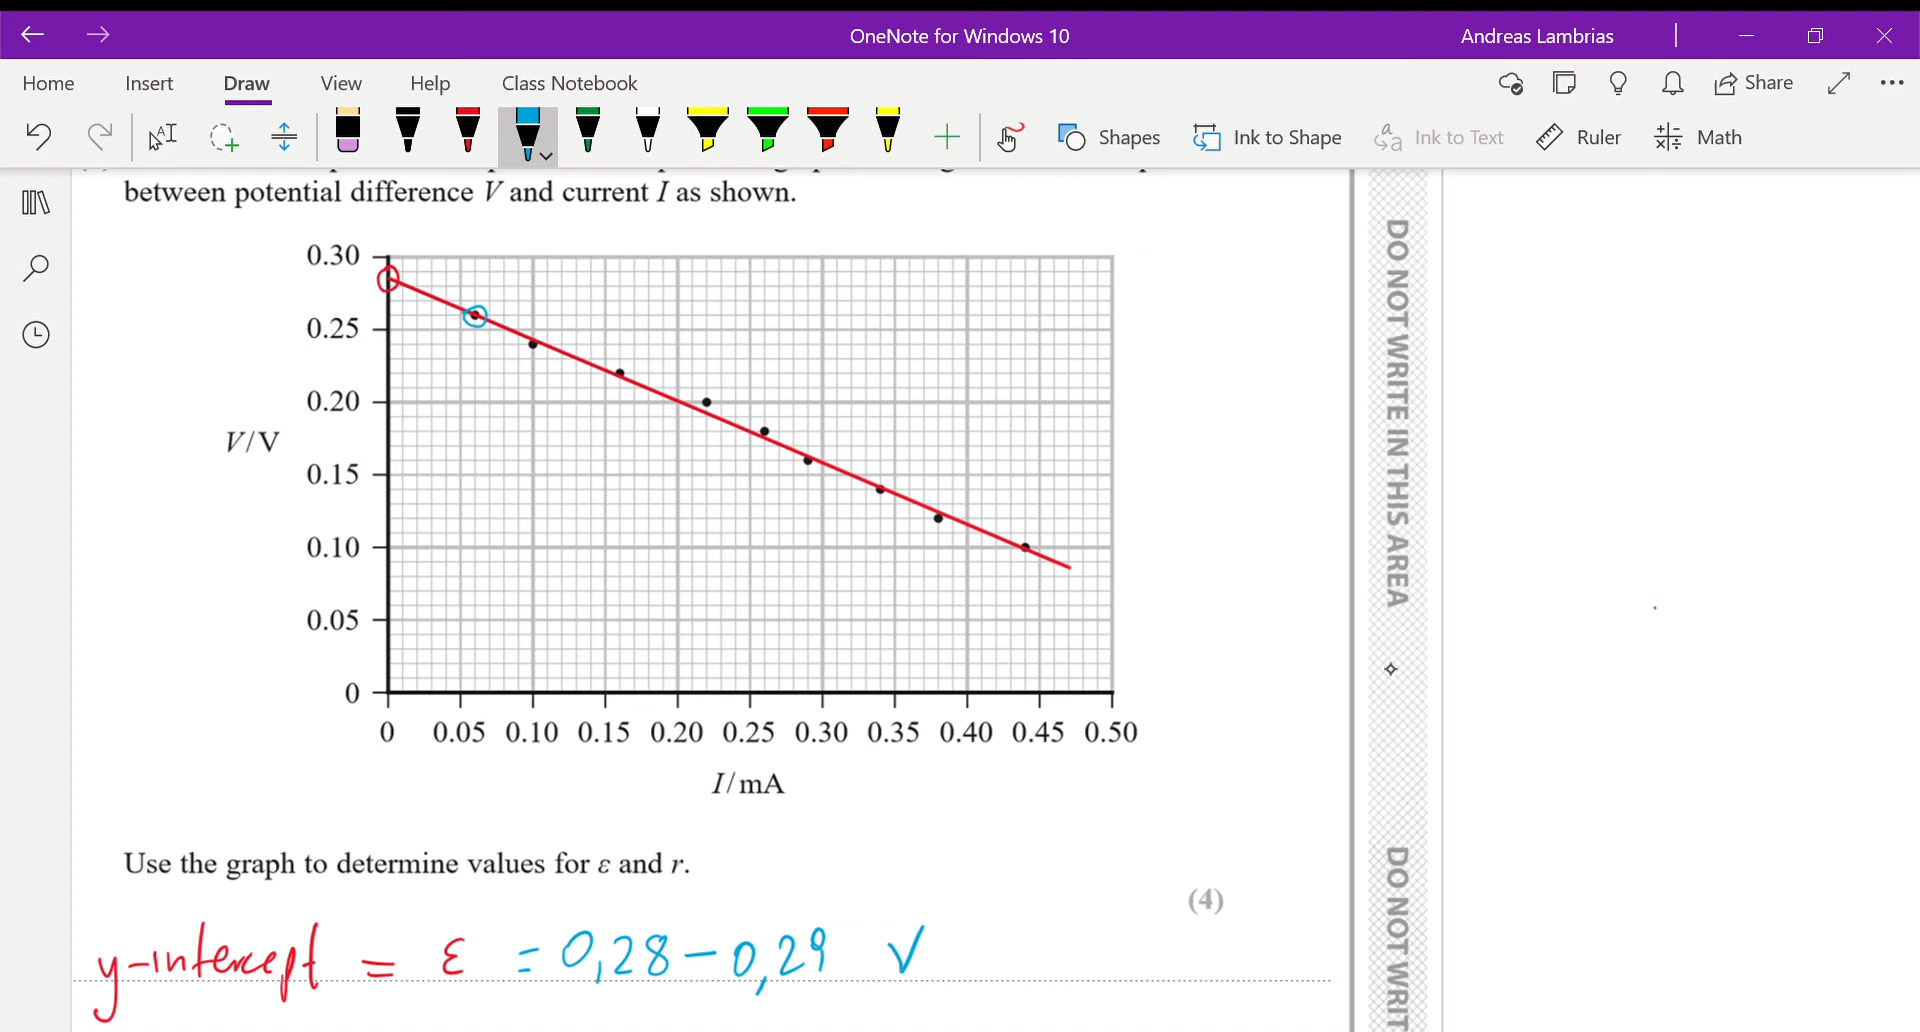 OneNote for Windows 10
Andreas Lambrias
Home Insert Draw View Help Class Notebook
Share
Shapes Ink to Shape Ink to Text Ruler Math
between potential difference V and current I as shown.
0.30
0.25
0.20
V/V
0.15
0.10
0.05
0
0 0.05 0.10 0.15 0.20 0.25 0.30 0.35 0.40 0.45 0.50
I/mA
Use the graph to determine values for ε and r.
(4)
y-intercept = ε = 0,28 – 0,29 √
DO NOT WRITE IN THIS AREA
DO NOT WRIT